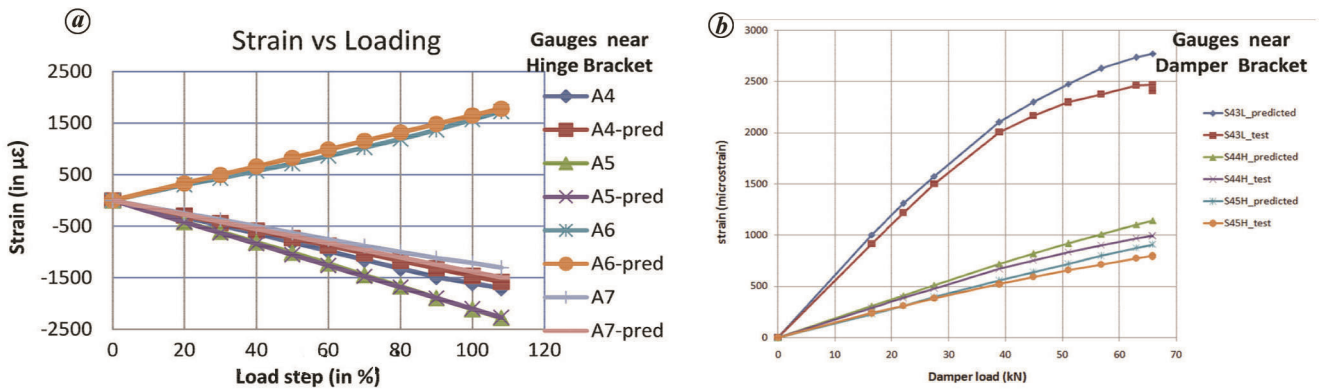 a
Strain vs Loading
Gauges near
Hinge Bracket
2500
1500
500
-500
-1500
-2500
Strain (in με)
0
20
40
60
80
100
120
Load step (in %)
A4
A4-pred
A5
A5-pred
A6
A6-pred
A7
A7-pred
b
Gauges near
Damper Bracket
3000
2500
2000
1500
1000
500
0
strain (microstrain)
0
10
20
30
40
50
60
70
Damper load (kN)
S43L_predicted
S43L_test
S44H_predicted
S44H_test
S45H_predicted
S45H_test